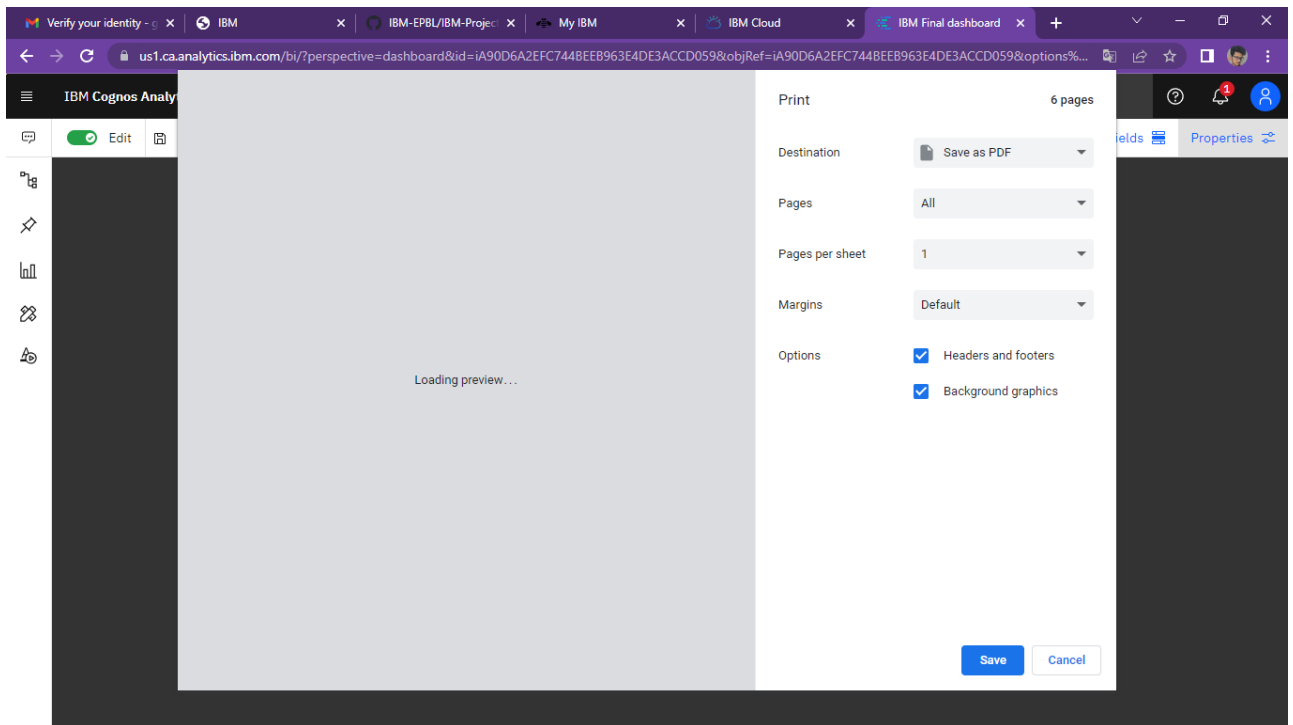 Verify your identity - g
IBM
IBM-EPBL/IBM-Project
My IBM
IBM Cloud
IBM Final dashboard
us1.ca.analytics.ibm.com/bi/?perspective=dashboard&id=iA90D6A2EFC744BEEB963E4DE3ACCD059&objRef=iA90D6A2EFC744BEEB963E4DE3ACCD059&options%...
IBM Cognos Analyt
1
Edit
ields
Properties
Print
6 pages
Destination
Save as PDF
Pages
All
Pages per sheet
1
Margins
Default
Options
Headers and footers
Background graphics
Loading preview...
Save
Cancel